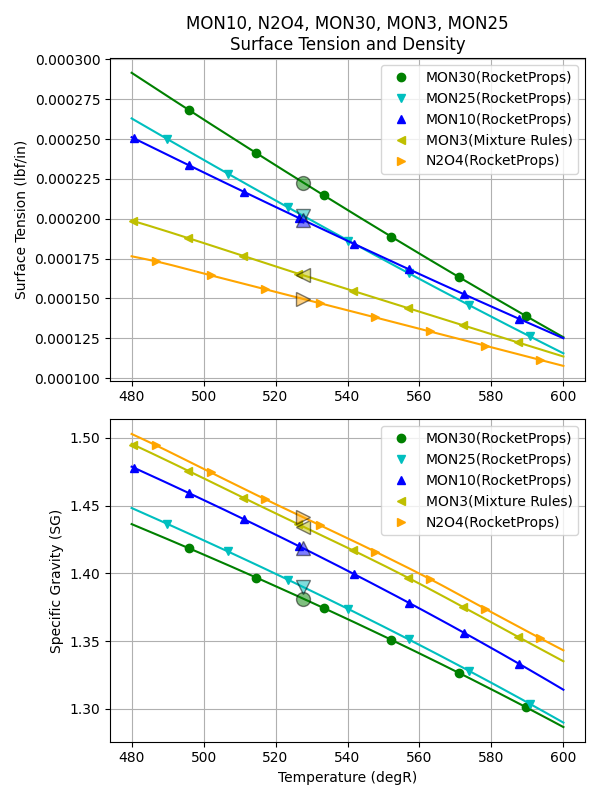 MON10, N2O4, MON30, MON3, MON25
Surface Tension and Density
0.000300
0.000275
0.000250
0.000225
0.000200
0.000175
0.000150
0.000125
0.000100
Surface Tension (lbf/in)
MON30(RocketProps)
MON25(RocketProps)
MON10(RocketProps)
MON3(Mixture Rules)
N2O4(RocketProps)
480 500 520 540 560 580 600
1.50
1.45
1.40
1.35
1.30
Specific Gravity (SG)
MON30(RocketProps)
MON25(RocketProps)
MON10(RocketProps)
MON3(Mixture Rules)
N2O4(RocketProps)
480 500 520 540 560 580 600
Temperature (degR)